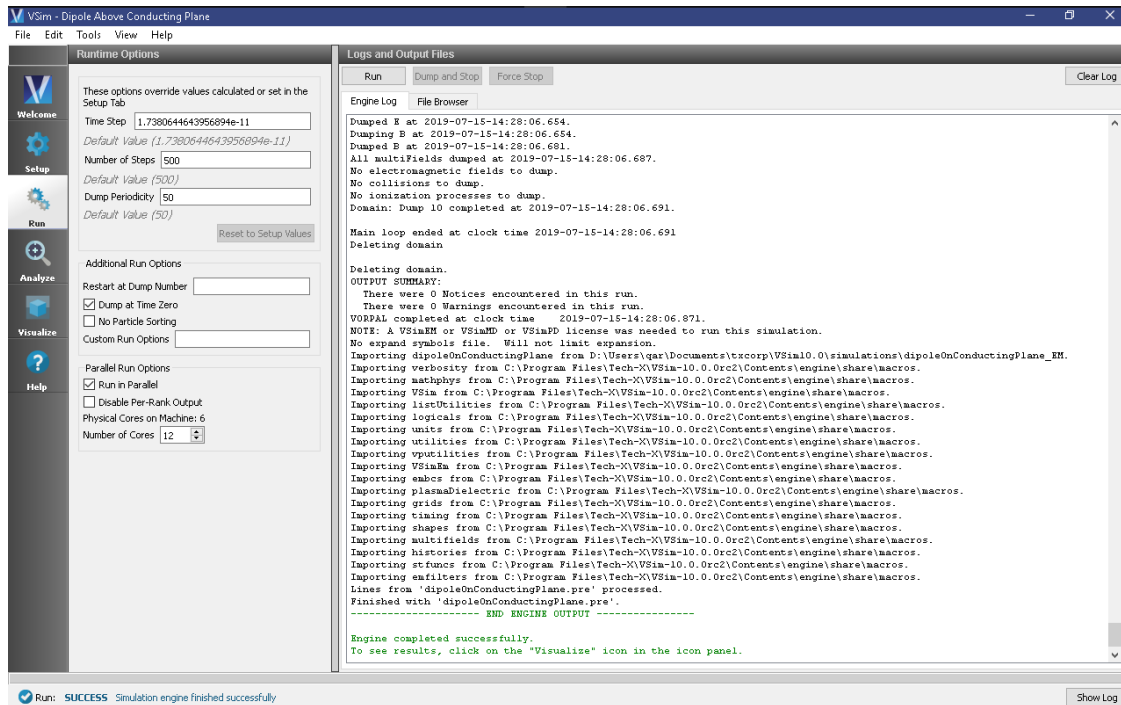 VSim - Dipole Above Conducting Plane
File Edit Tools View Help
Runtime Options
These options override values calculated or set in the
Setup Tab
Time Step 1.7380644643956894e-11
Default Value (1.7380644643956894e-11)
Number of Steps 500
Default Value (500)
Dump Periodicity 50
Default Value (50)
Reset to Setup Values
Additional Run Options
Restart at Dump Number
Dump at Time Zero
No Particle Sorting
Custom Run Options
Parallel Run Options
Run in Parallel
Disable Per-Rank Output
Physical Cores on Machine: 6
Number of Cores 12
Welcome
Setup
Run
Analyze
Visualize
Help
Logs and Output Files
Run Dump and Stop Force Stop Clear Log
Engine Log File Browser
Dumped E at 2019-07-15-14:28:06.654.
Dumping B at 2019-07-15-14:28:06.654.
Dumped B at 2019-07-15-14:28:06.681.
All multiFields dumped at 2019-07-15-14:28:06.687.
No electromagnetic fields to dump.
No collisions to dump.
No ionization processes to dump.
Domain: Dump 10 completed at 2019-07-15-14:28:06.691.
Main loop ended at clock time 2019-07-15-14:28:06.691
Deleting domain
Deleting domain.
OUTPUT SUMMARY:
There were 0 Notices encountered in this run.
There were 0 Warnings encountered in this run.
VORPAL completed at clock time 2019-07-15-14:28:06.871.
NOTE: A VSimEM or VSimMD or VSimPD license was needed to run this simulation.
No expand symbols file. Will not limit expansion.
Importing dipoleOnConductingPlane from D:\Users\qar\Documents\txcorp\VSim10.0\simulations\dipoleOnConductingPlane_EM.
Importing verbosity from C:\Program Files\Tech-X\VSim-10.0.0rc2\Contents\engine\share\macros.
Importing mathphys from C:\Program Files\Tech-X\VSim-10.0.0rc2\Contents\engine\share\macros.
Importing VSim from C:\Program Files\Tech-X\VSim-10.0.0rc2\Contents\engine\share\macros.
Importing listUtilities from C:\Program Files\Tech-X\VSim-10.0.0rc2\Contents\engine\share\macros.
Importing logicals from C:\Program Files\Tech-X\VSim-10.0.0rc2\Contents\engine\share\macros.
Importing units from C:\Program Files\Tech-X\VSim-10.0.0rc2\Contents\engine\share\macros.
Importing utilities from C:\Program Files\Tech-X\VSim-10.0.0rc2\Contents\engine\share\macros.
Importing vputilities from C:\Program Files\Tech-X\VSim-10.0.0rc2\Contents\engine\share\macros.
Importing VSimEm from C:\Program Files\Tech-X\VSim-10.0.0rc2\Contents\engine\share\macros.
Importing embcs from C:\Program Files\Tech-X\VSim-10.0.0rc2\Contents\engine\share\macros.
Importing plasmaDielectric from C:\Program Files\Tech-X\VSim-10.0.0rc2\Contents\engine\share\macros.
Importing grids from C:\Program Files\Tech-X\VSim-10.0.0rc2\Contents\engine\share\macros.
Importing timing from C:\Program Files\Tech-X\VSim-10.0.0rc2\Contents\engine\share\macros.
Importing shapes from C:\Program Files\Tech-X\VSim-10.0.0rc2\Contents\engine\share\macros.
Importing multifields from C:\Program Files\Tech-X\VSim-10.0.0rc2\Contents\engine\share\macros.
Importing histories from C:\Program Files\Tech-X\VSim-10.0.0rc2\Contents\engine\share\macros.
Importing stfuncs from C:\Program Files\Tech-X\VSim-10.0.0rc2\Contents\engine\share\macros.
Importing emfilters from C:\Program Files\Tech-X\VSim-10.0.0rc2\Contents\engine\share\macros.
Lines from 'dipoleOnConductingPlane.pre' processed.
Finished with 'dipoleOnConductingPlane.pre'.
--------------------- END ENGINE OUTPUT ----------------
Engine completed successfully.
To see results, click on the "Visualize" icon in the icon panel.
Run: SUCCESS Simulation engine finished successfully
Show Log